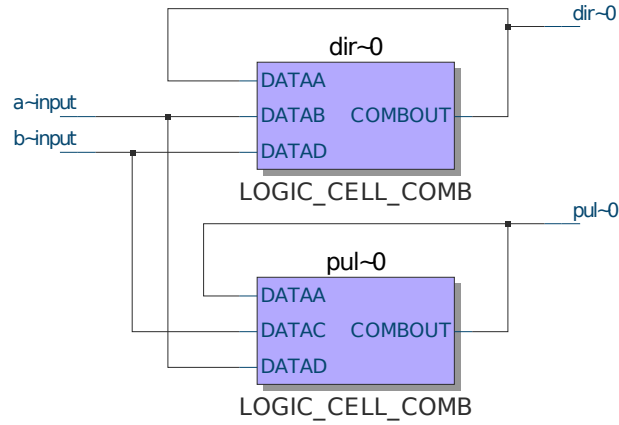 dir~0
dir~0
DATAA
a~input
DATAB COMBOUT
b~input
DATAD
LOGIC_CELL_COMB
pul~0
pul~0
DATAA
DATAC COMBOUT
DATAD
LOGIC_CELL_COMB